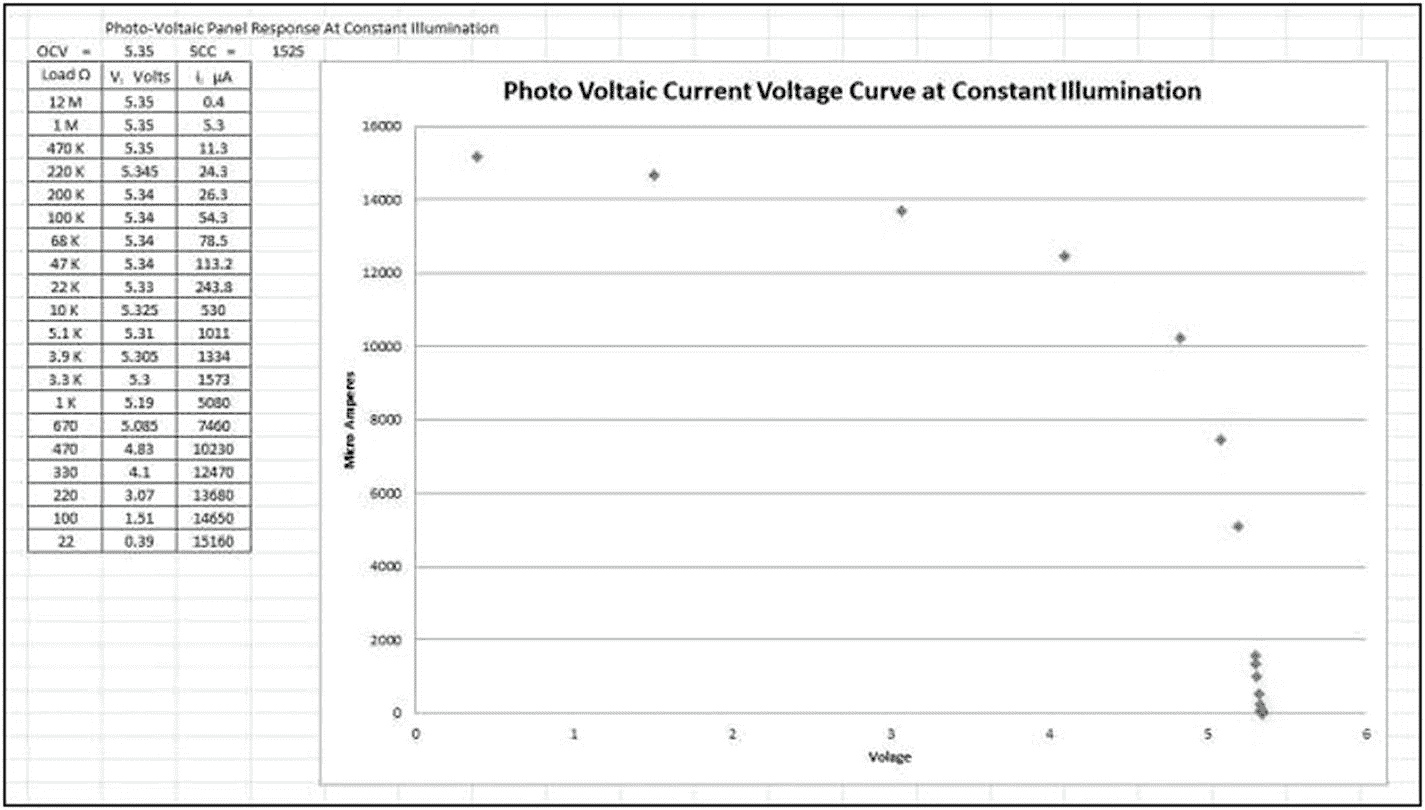 Photo-Voltaic Panel Response At Constant Illumination
OCV = 5.35 SCC = 1525
Load Ω V, Volts i, µA
12 M 5.35 0.4
1 M 5.35 5.3
470 K 5.35 11.3
220 K 5.345 24.3
200 K 5.34 26.3
100 K 5.34 54.3
68 K 5.34 78.5
47 K 5.34 113.2
22 K 5.33 243.8
10 K 5.325 530
5.1 K 5.31 1011
3.9 K 5.305 1334
3.3 K 5.3 1573
1 K 5.19 5080
670 5.085 7460
470 4.83 10230
330 4.1 12470
220 3.07 13680
100 1.51 14650
22 0.39 15160
Photo Voltaic Current Voltage Curve at Constant Illumination
16000
14000
12000
10000
8000
6000
4000
2000
0
Micro Amperes
0 1 2 3 4 5 6
Volage